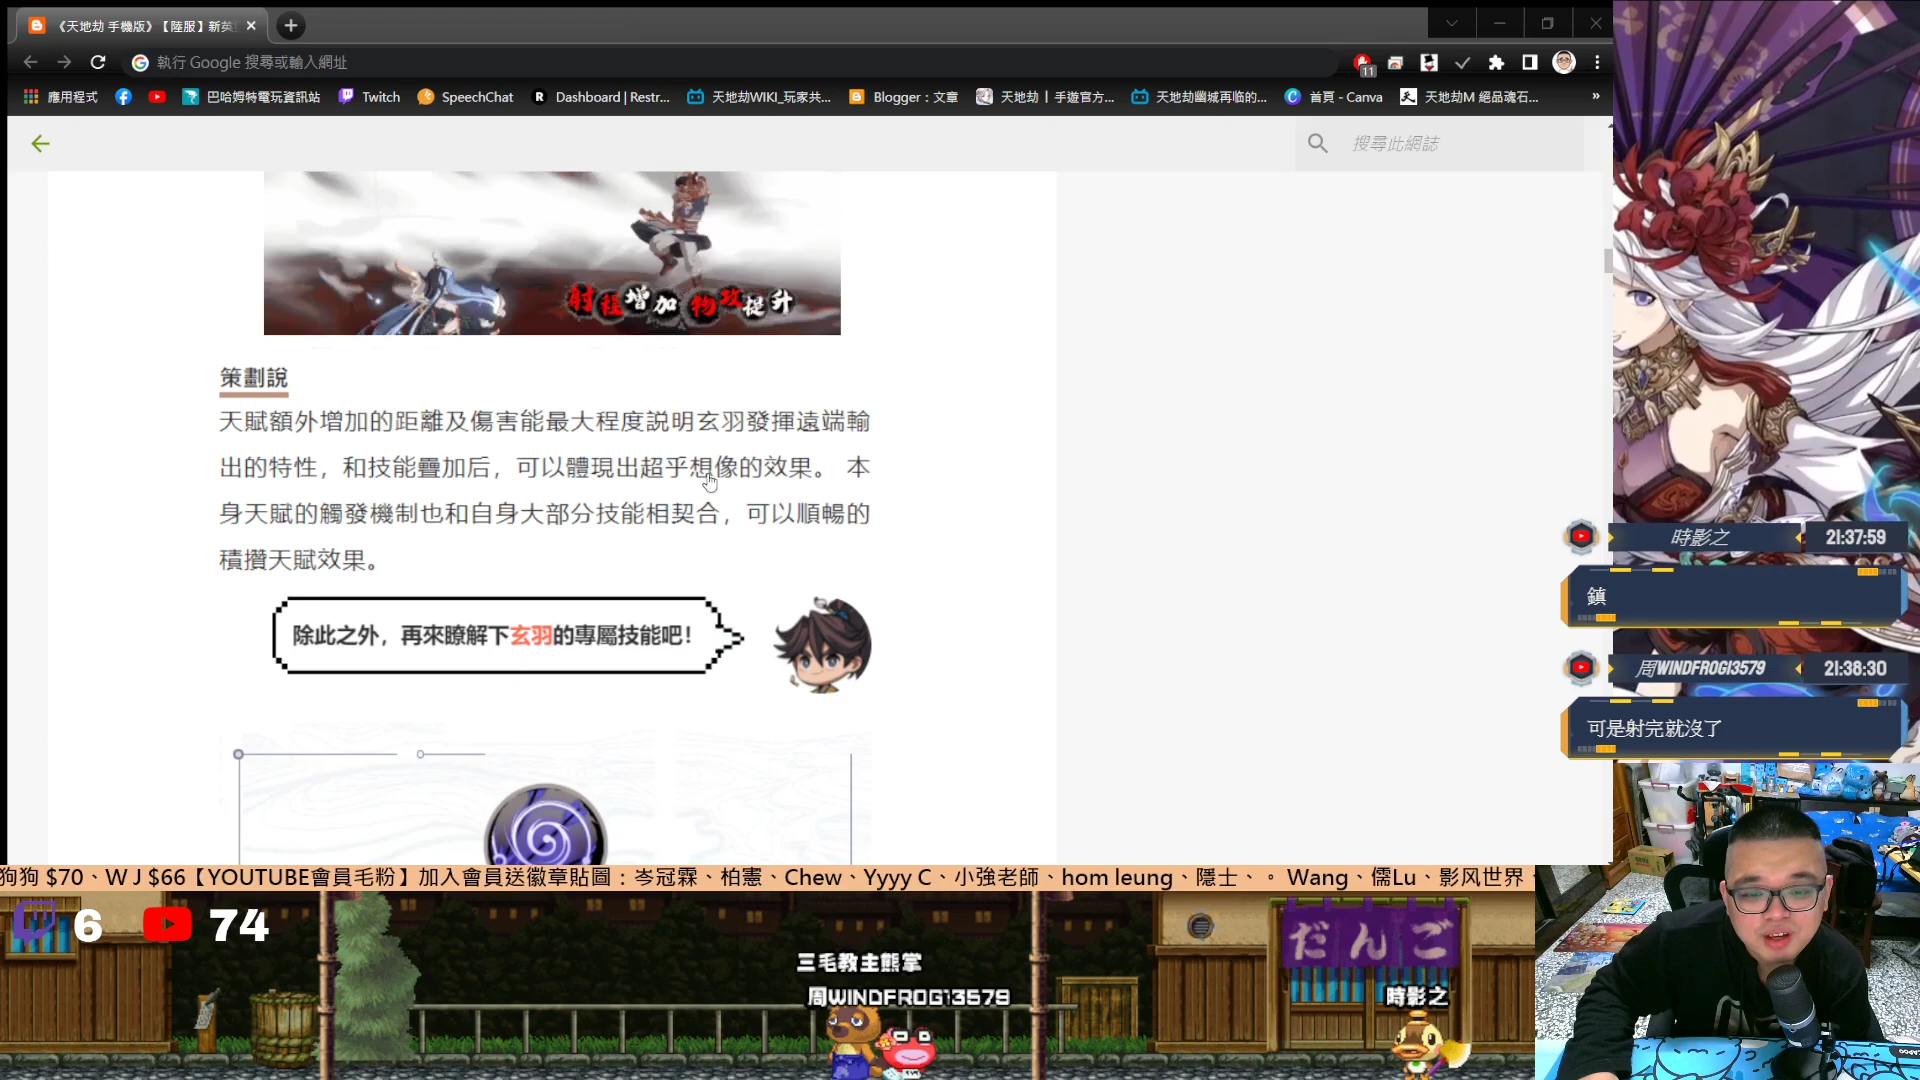 《天地劫 手機版》【陸服】新英
執行 Google 搜尋或輸入網址
11
應用程式
巴哈姆特電玩資訊站
Twitch
SpeechChat
Dashboard | Restr...
天地劫WIKI_玩家共...
Blogger：文章
天地劫丨手遊官方...
天地劫幽城再临的...
首頁 - Canva
天地劫M 絕品魂石...
»
搜尋此網誌
射程增加 物攻提升
策劃說
天賦額外增加的距離及傷害能最大程度説明玄羽發揮遠端輸
出的特性，和技能疊加后，可以體現出超乎想像的效果。 本
身天賦的觸發機制也和自身大部分技能相契合，可以順暢的
積攢天賦效果。
除此之外，再來瞭解下玄羽的專屬技能吧！
時影之
21:37:59
鎮
周WINDFROG13579
21:38:30
可是射完就沒了
狗狗 $70、W J $66【YOUTUBE會員毛粉】加入會員送徽章貼圖：岑冠霖、柏憲、Chew、Yyyy C、小強老師、hom leung、隱士、。 Wang、儒Lu、影风世界、
6
74
だんご
三毛教主熊掌
周WINDFROG13579
時影之